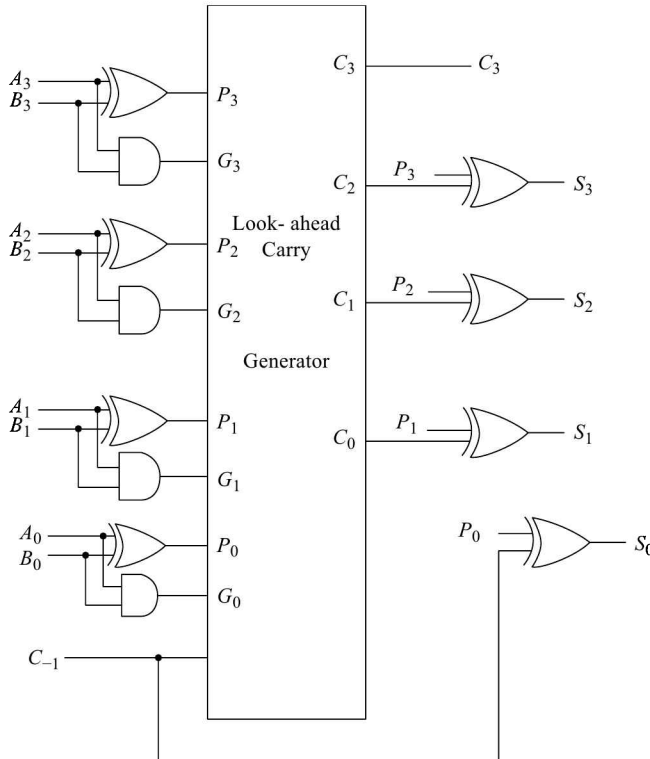 A3
B3
P3
G3
A2
B2
P2
G2
A1
B1
P1
G1
A0
B0
P0
G0
C–1
Look- ahead
Carry
Generator
C3
C3
C2
P3
S3
C1
P2
S2
C0
P1
S1
P0
S0